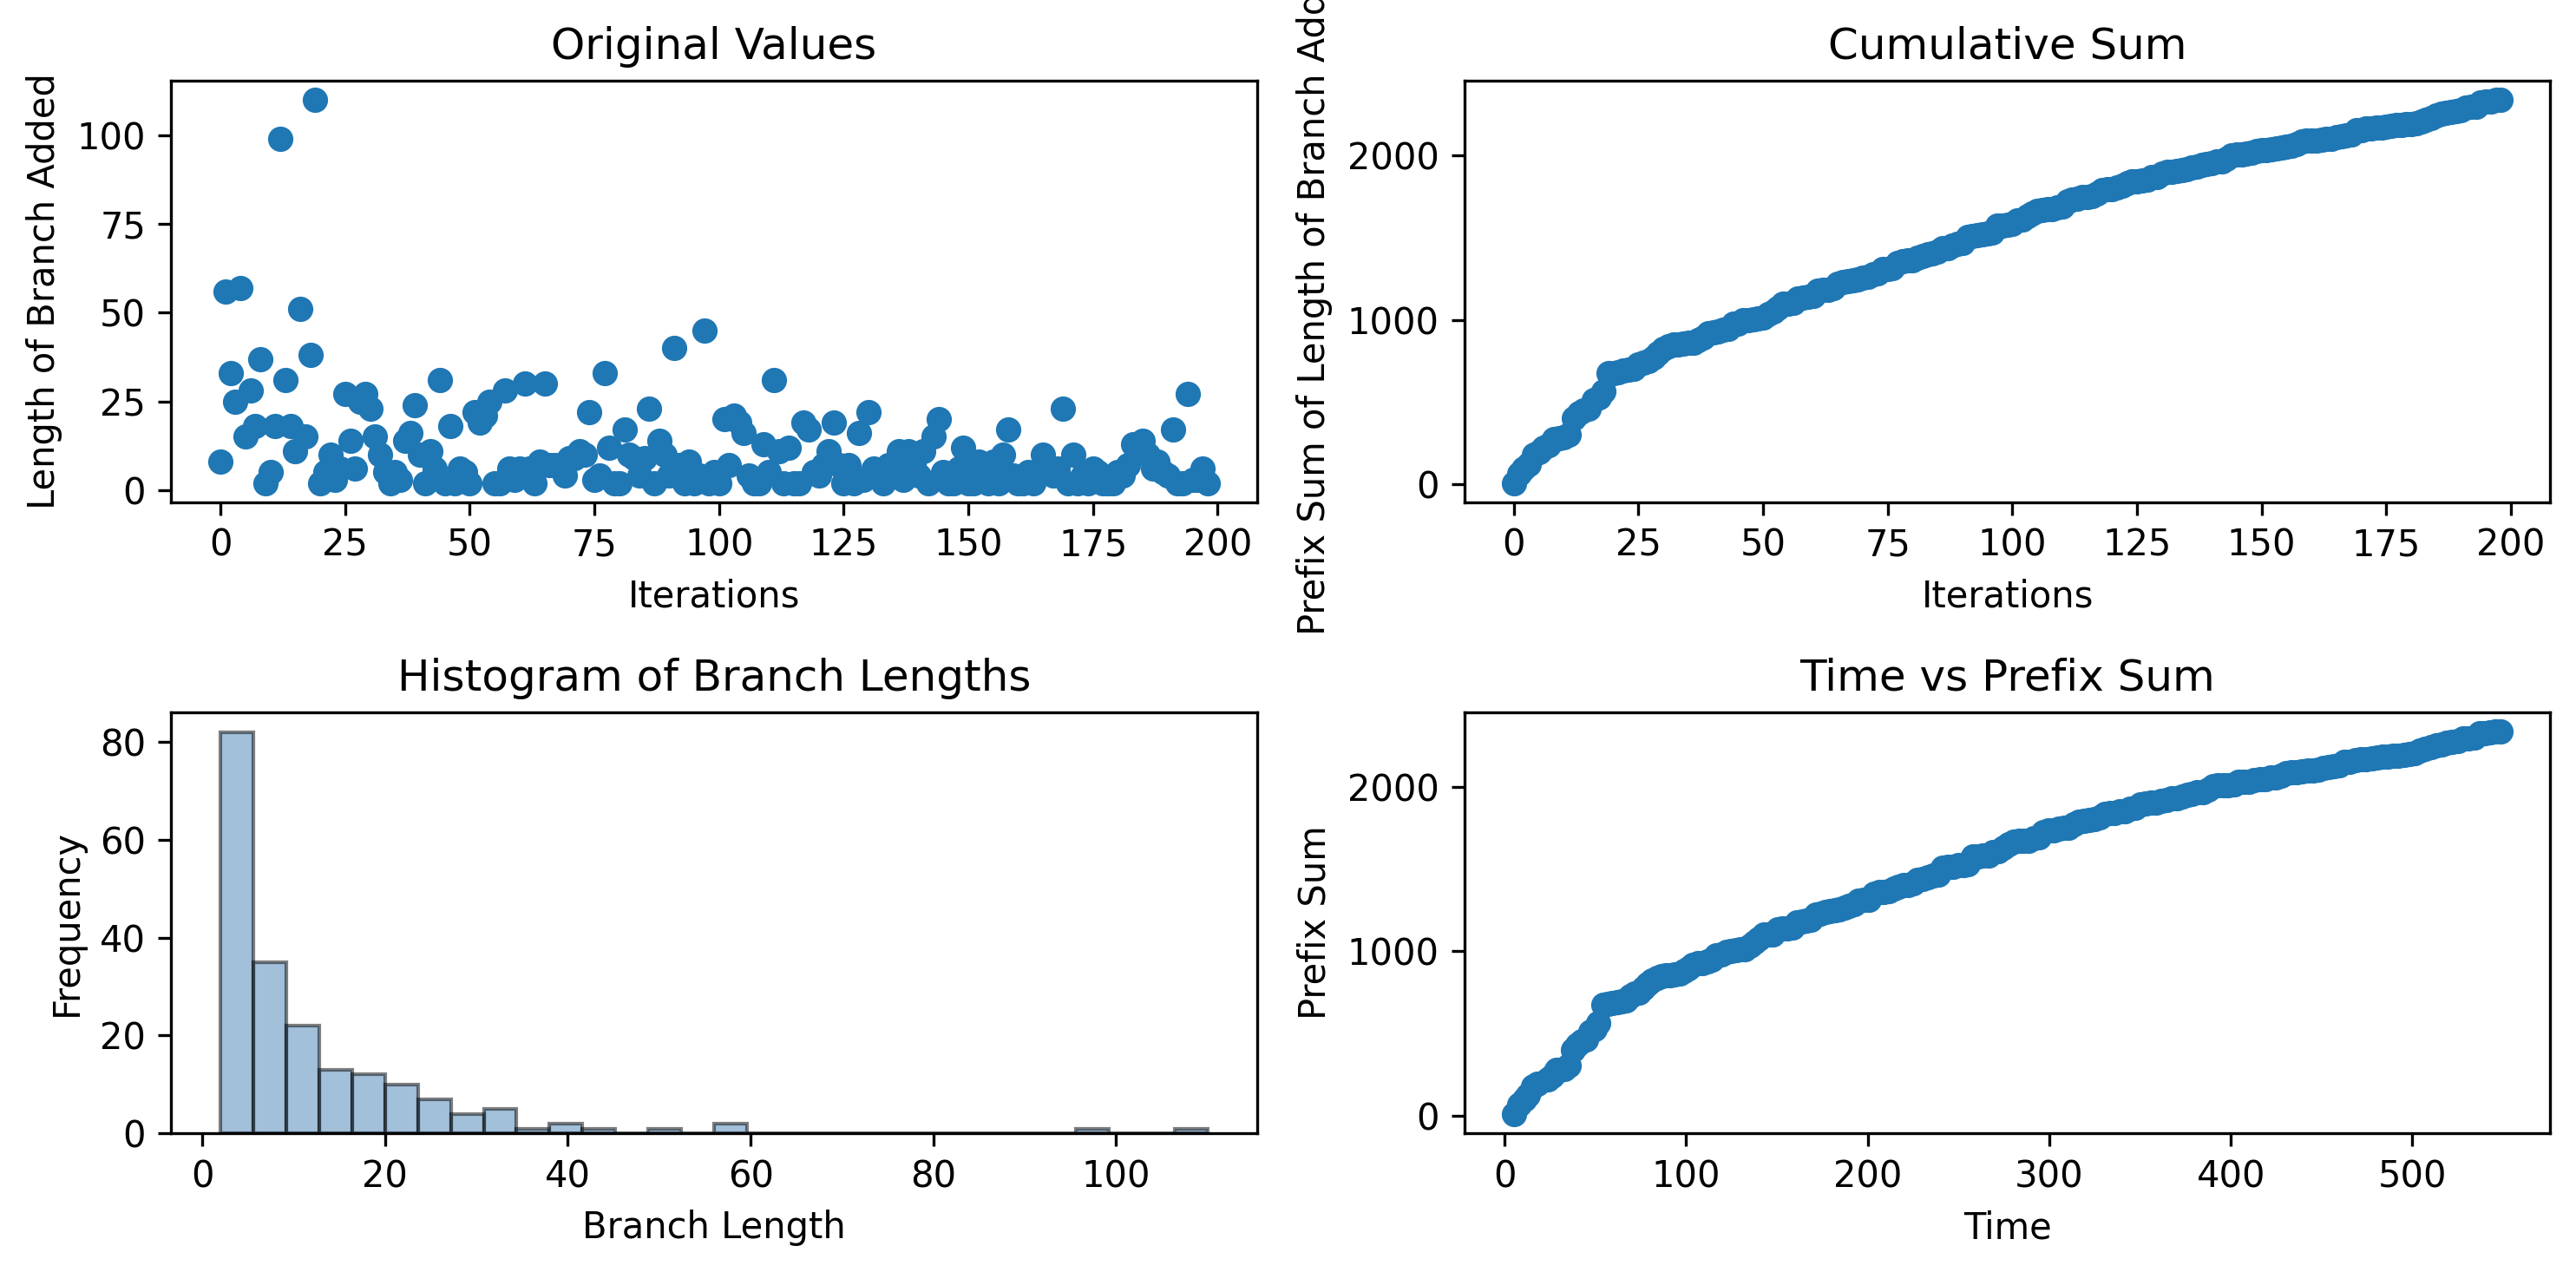 Original Values
Length of Branch Added
100
75
50
25
0
0 25 50 75 100 125 150 175 200
Iterations
Cumulative Sum
Prefix Sum of Length of Branch
2000
1000
0
0 25 50 75 100 125 150 175 200
Iterations
Histogram of Branch Lengths
Frequency
80
60
40
20
0
0 20 40 60 80 100
Branch Length
Time vs Prefix Sum
Prefix Sum
2000
1000
0
0 100 200 300 400 500
Time